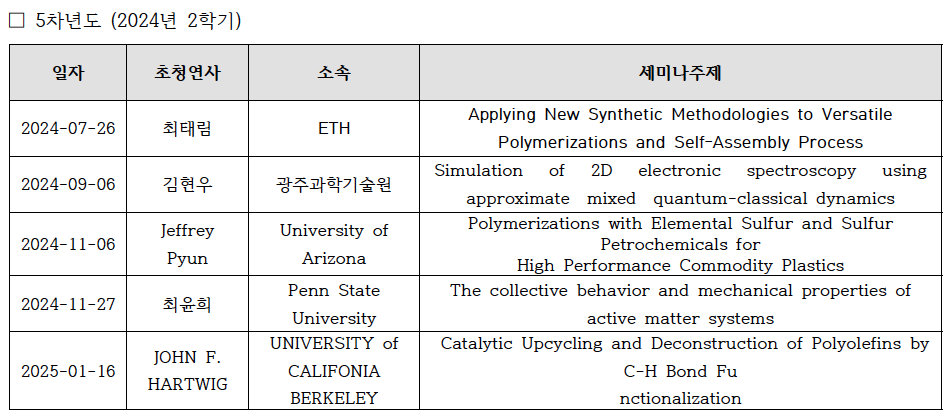 □ 5차년도 (2024년 2학기)
일자 초청연사 소속 세미나주제
2024-07-26 최태림 ETH Applying New Synthetic Methodologies to Versatile
Polymerizations and Self-Assembly Process
2024-09-06 김현우 광주과학기술원 Simulation of 2D electronic spectroscopy using
approximate mixed quantum-classical dynamics
2024-11-06 Jeffrey
Pyun University of
Arizona Polymerizations with Elemental Sulfur and Sulfur
Petrochemicals for
High Performance Commodity Plastics
2024-11-27 최윤희 Penn State
University The collective behavior and mechanical properties of
active matter systems
2025-01-16 JOHN F.
HARTWIG UNIVERSITY of
CALIFONIA
BERKELEY Catalytic Upcycling and Deconstruction of Polyolefins by
C-H Bond Fu
nctionalization